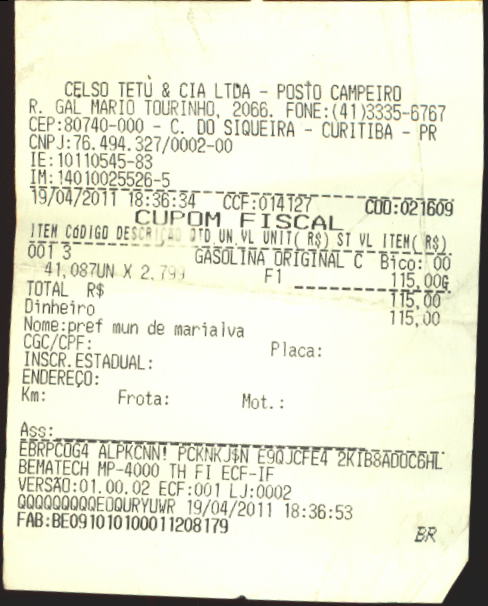 CELSO TETU & CIA LTDA - POSTO CAMPEIRO
R. GAL MARIO TOURINHO, 2066. FONE:(41)3335-6767
CEP:80740-000 - C. DO SIQUEIRA - CURITIBA - PR
CNPJ:76.494.327/0002-00
IE:10110545-83
IM:14010025526-5
19/04/2011 18:36:34 CCF:014127 COO:021609
CUPOM FISCAL
ITEM CÓDIGO DESCRIÇÃO QTD UN.VL UNIT( R$) ST VL ITEM( R$)
001 3 GASOLINA ORIGINAL C Bico: 00
41,087UN X 2,799 F1 115,00G
TOTAL R$ 115,00
Dinheiro 115,00
Nome:pref mun de marialva
CGC/CPF: Placa:
INSCR.ESTADUAL:
ENDEREÇO:
Km: Frota: Mot.:
Ass:
EBRPCOG4 ALPKCNN! PCKNKJ$N E9QJCFE4 2KIB8ADOC6HL
BEMATECH MP-4000 TH FI ECF-IF
VERSÃO:01.00.02 ECF:001 LJ:0002
QQQQQQQQQEOQURYUWR 19/04/2011 18:36:53
FAB:BE091010100011208179
BR